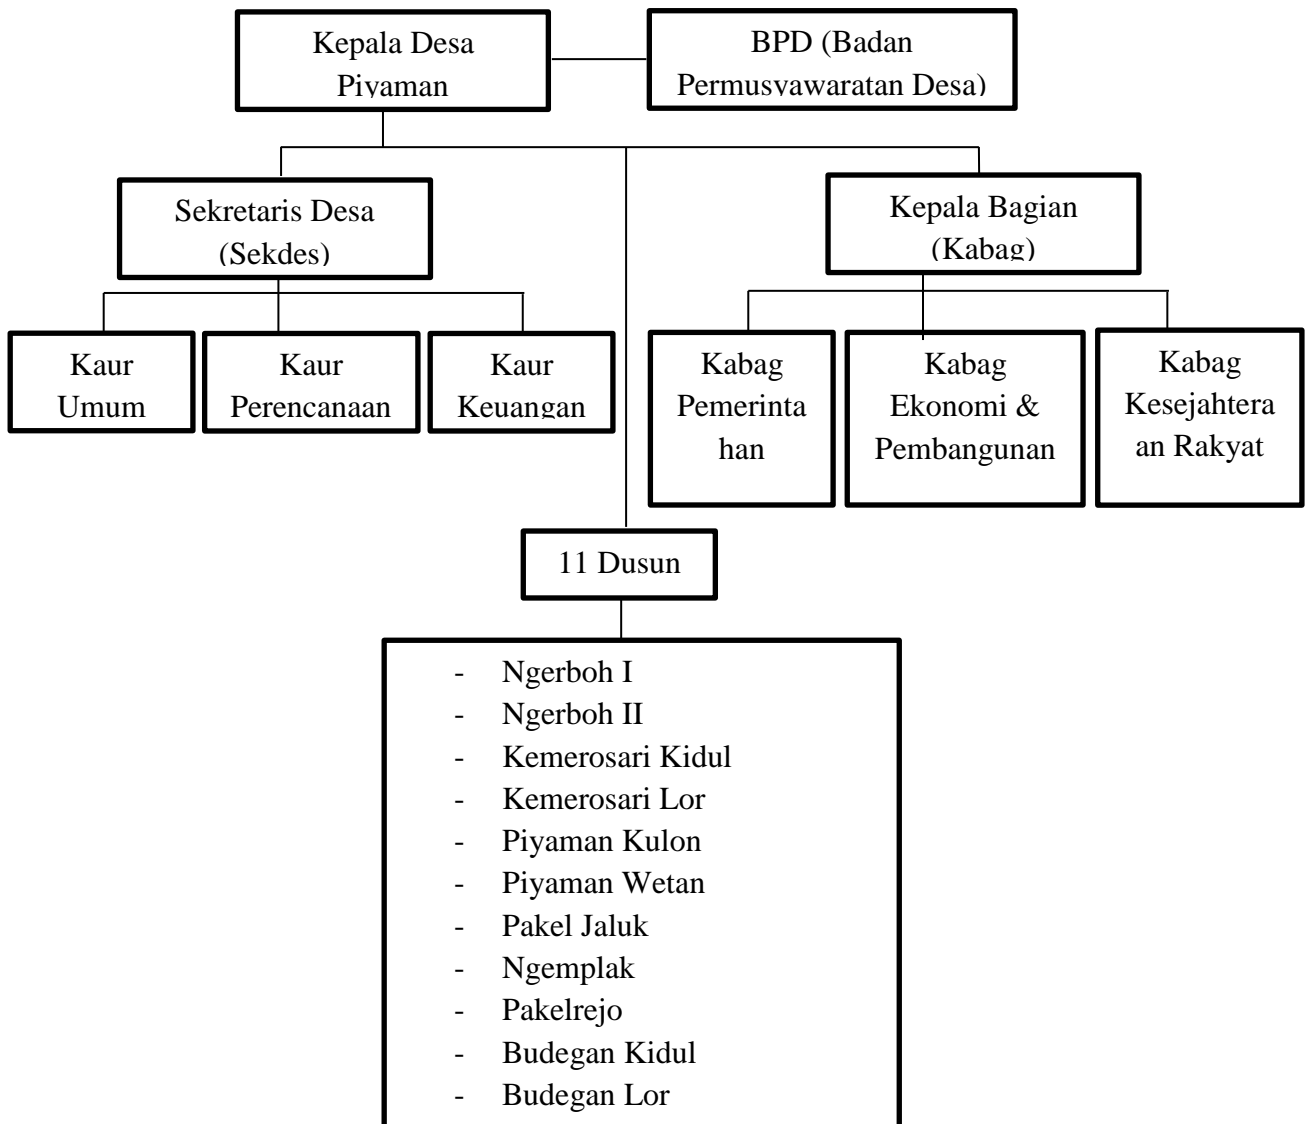 Kepala Desa
Piyaman
BPD (Badan
Permusyawaratan Desa)
Sekretaris Desa
(Sekdes)
Kepala Bagian
(Kabag)
Kaur
Umum
Kaur
Perencanaan
Kaur
Keuangan
Kabag
Pemerinta
han
Kabag
Ekonomi &
Pembangunan
Kabag
Kesejahtera
an Rakyat
11 Dusun
- Ngerboh I
- Ngerboh II
- Kemerosari Kidul
- Kemerosari Lor
- Piyaman Kulon
- Piyaman Wetan
- Pakel Jaluk
- Ngemplak
- Pakelrejo
- Budegan Kidul
- Budegan Lor